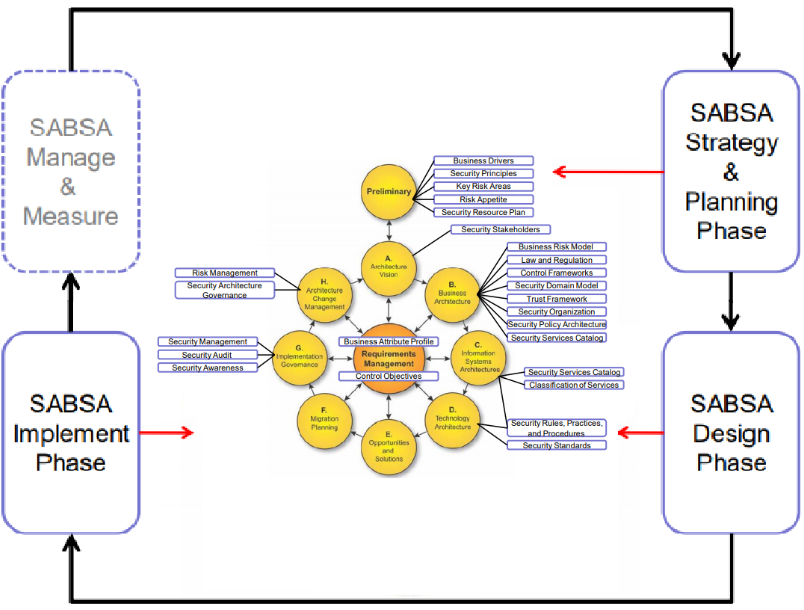 SABSA
Manage
&
Measure
SABSA
Strategy
&
Planning
Phase
Preliminary
Business Drivers
Security Principles
Key Risk Areas
Risk Appetite
Security Resource Plan
Security Stakeholders
A.
Architecture
Vision
Business Risk Model
Law and Regulation
Control Frameworks
Security Domain Model
Trust Framework
Security Organization
Security Policy Architecture
Security Services Catalog
B.
Business
Architecture
Risk Management
Security Architecture
Governance
H.
Architecture
Change
Management
Security Management
Security Audit
Security Awareness
G.
Implementation
Governance
Business Attribute Profile
Requirements
Management
Control Objectives
C.
Information
Systems
Architectures
Security Services Catalog
Classification of Services
F.
Migration
Planning
E.
Opportunities
and
Solutions
D.
Technology
Architecture
Security Rules, Practices,
and Procedures
Security Standards
SABSA
Implement
Phase
SABSA
Design
Phase